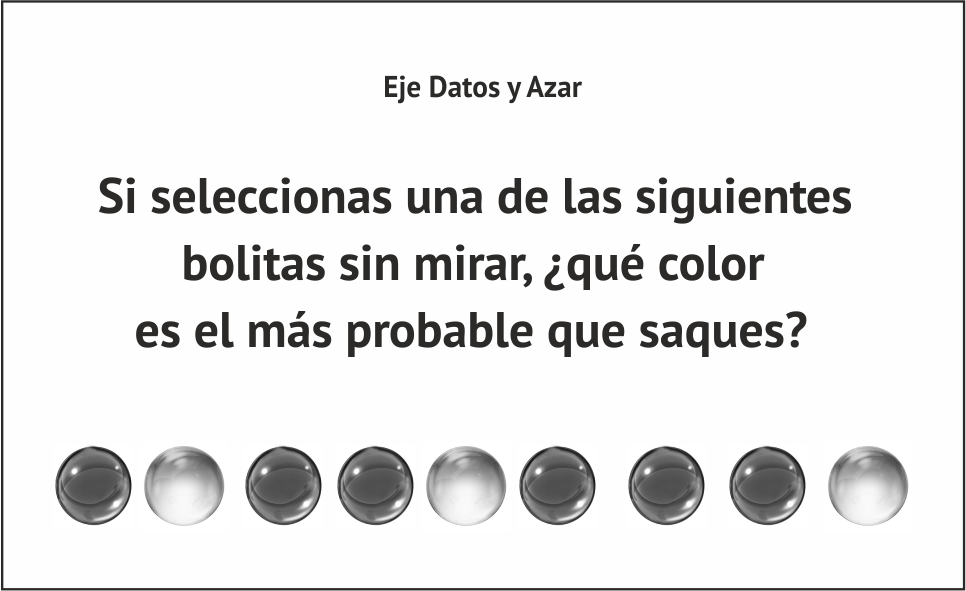 Eje Datos y Azar
Si seleccionas una de las siguientes
bolitas sin mirar, ¿qué color
es el más probable que saques?